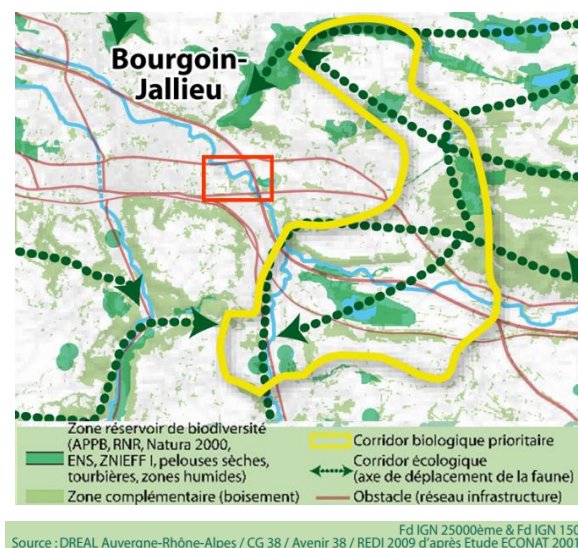 Bourgoin-
Jallieu
Zone réservoir de biodiversité
(APPB, RNR, Natura 2000,
ENS, ZNIEFF I, pelouses sèches,
tourbières, zones humides)
Zone complémentaire (boisement)
Corridor biologique prioritaire
Corridor écologique
(axe de déplacement de la faune)
Obstacle (réseau infrastructure)
Fd IGN 25000ème & Fd IGN 150
Source : DREAL Auvergne-Rhône-Alpes / CG 38 / Avenir 38 / REDI 2009 d'après Etude ECONAT 2001